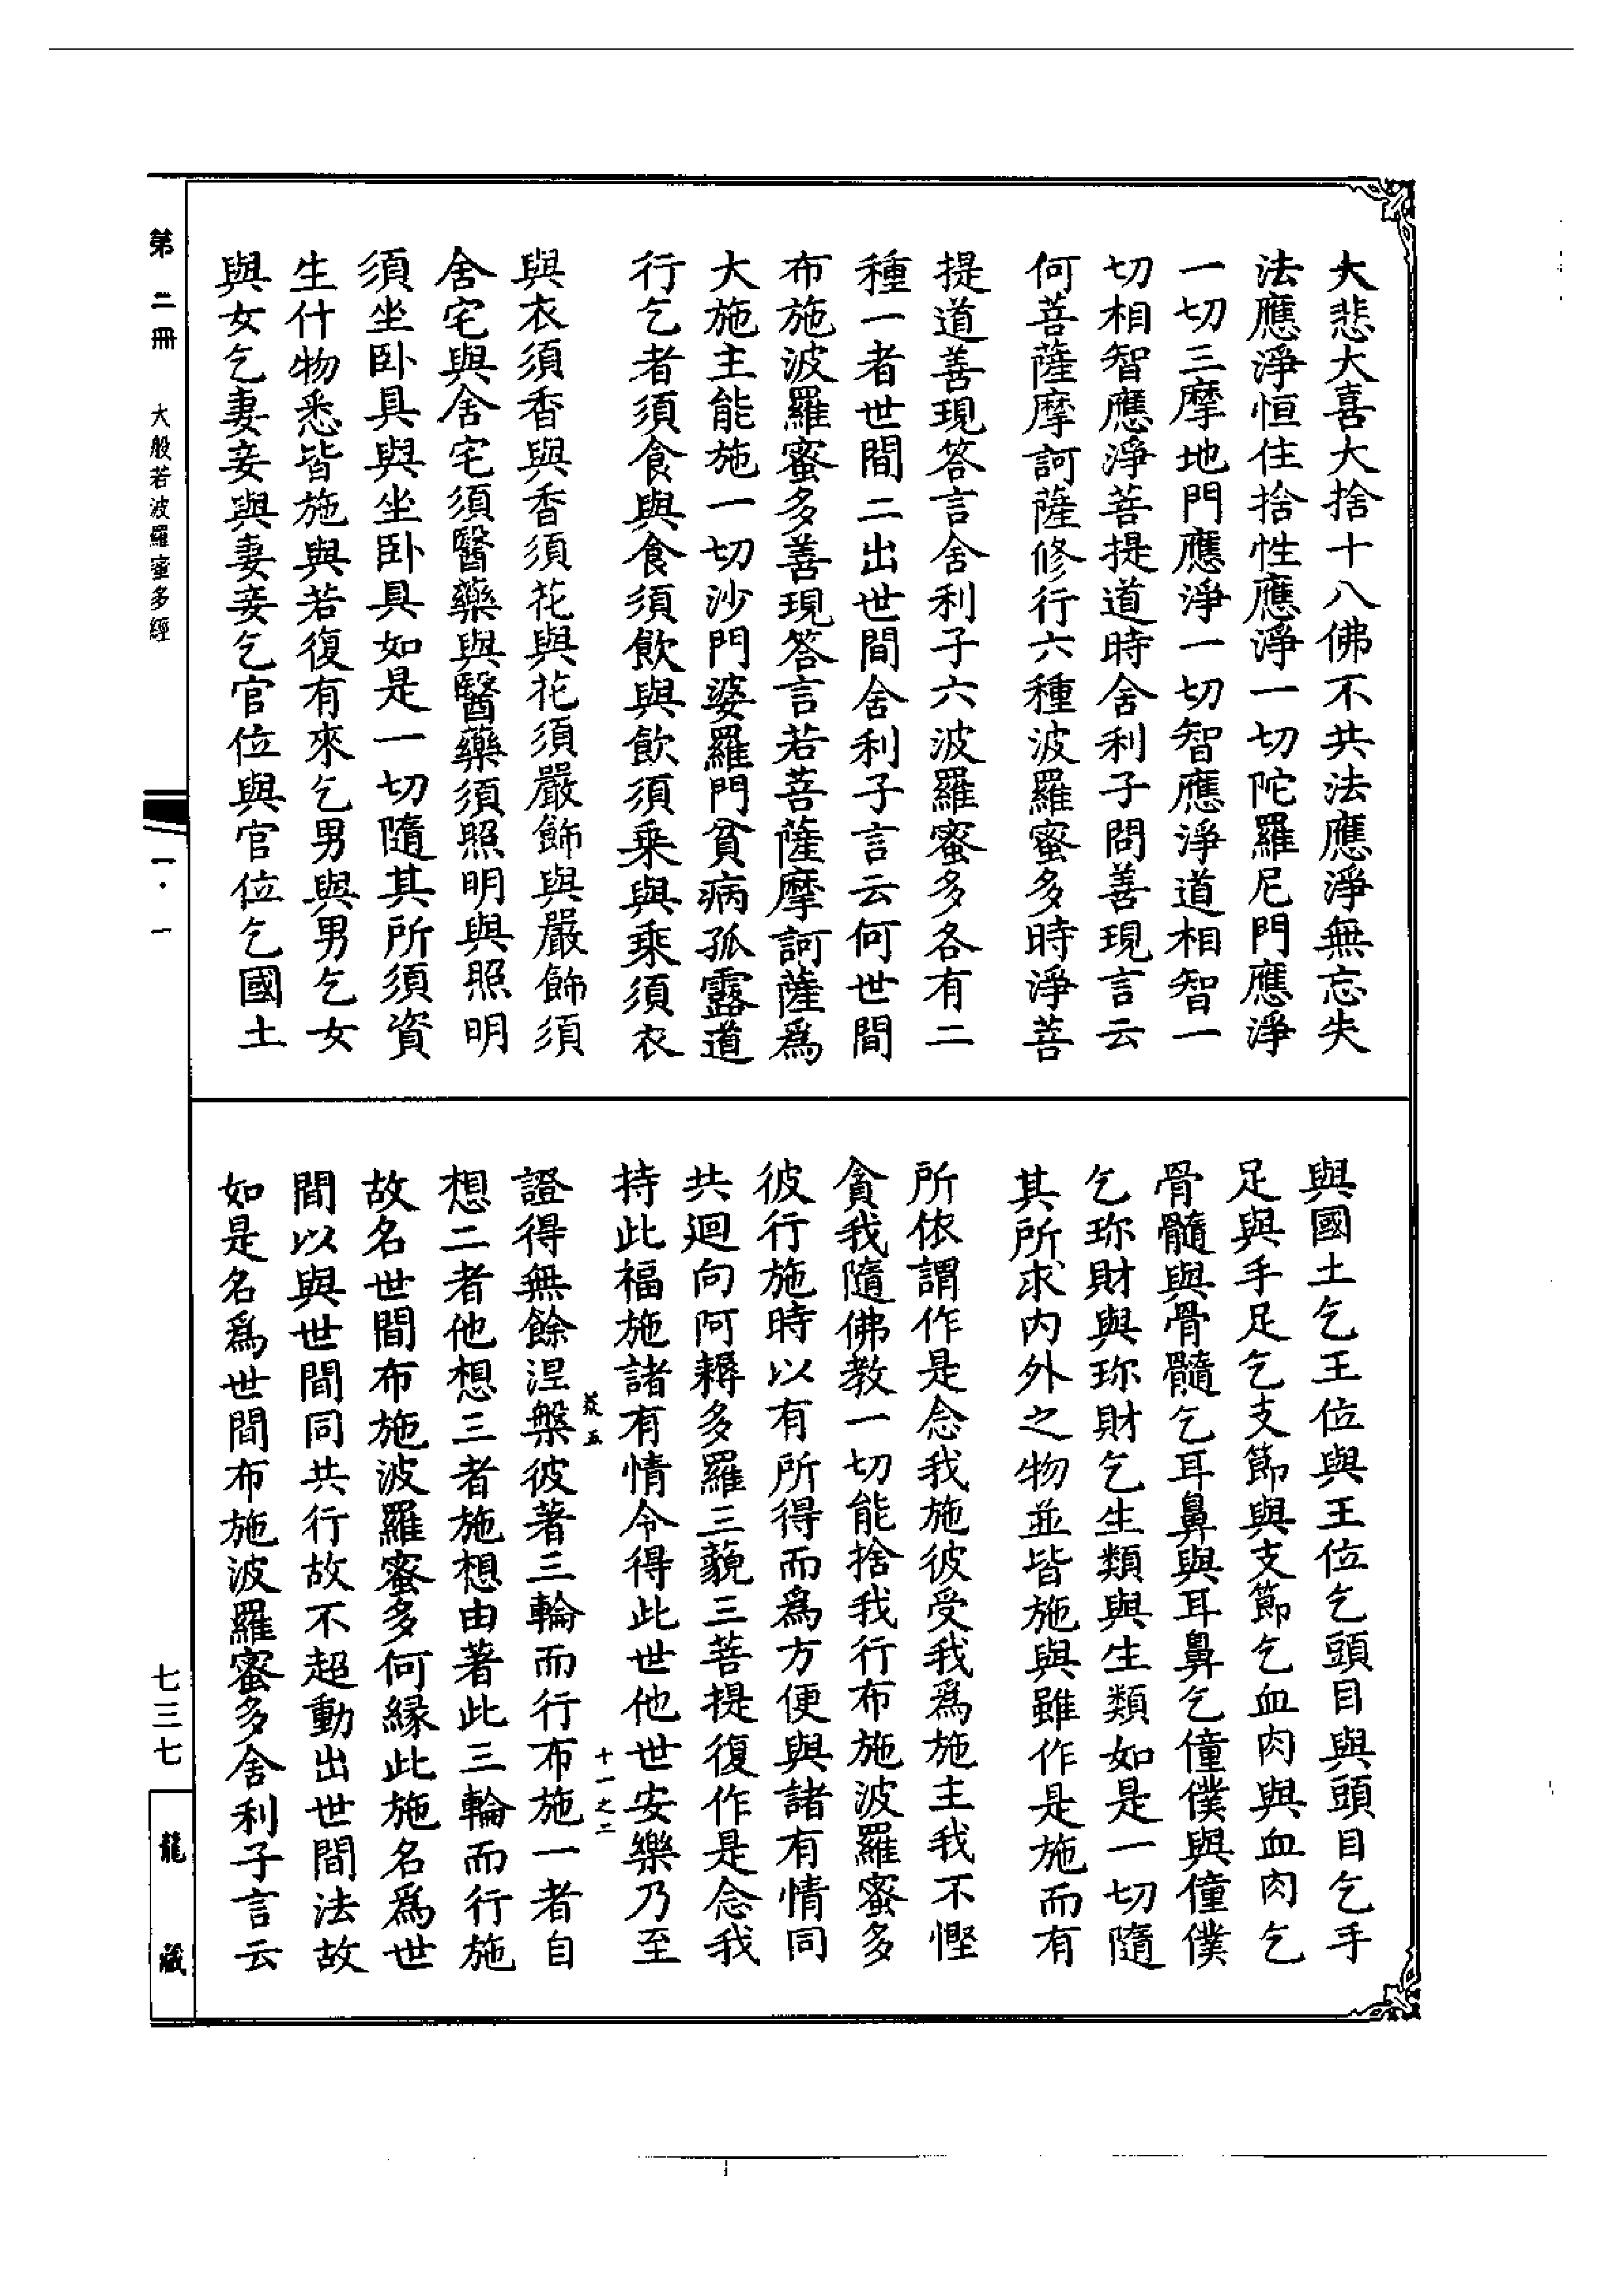 大悲大喜大捨十八佛不共法應淨無忘失
法應淨恒住捨性應淨一切陀羅尼門應淨
一切三摩地門應淨一切智應淨道相智一
切相智應淨菩提道時舍利子問善現言云
何菩薩摩訶薩修行六種波羅蜜多時淨菩
提道善現答言舍利子六波羅蜜多各有二
種一者世間二出世間舍利子言云何世間
布施波羅蜜多善現答言若菩薩摩訶薩爲
大施主能施一切沙門婆羅門貧病孤露道
行乞者須食與食須飲與飲須乘與乘須衣
與衣須香與香須花與花須嚴飾與嚴飾須
舍宅與舍宅須醫藥與醫藥須照明與照明
須坐卧具與坐卧具如是一切隨其所須資
生什物悉皆施與若復有來乞男與男乞女
與女乞妻妾與妻妾乞官位與官位乞國土
與國土乞王位與王位乞頭目與頭目乞手
足與手足乞支節與支節乞血肉與血肉乞
骨髓與骨髓乞耳鼻與耳鼻乞僮僕與僮僕
乞珎財與珎財乞生類與生類如是一切隨
其所求內外之物並皆施與雖作是施而有
所依謂作是念我施彼受我爲施主我不慳
貪我隨佛教一切能捨我行布施波羅蜜多
彼行施時以有所得而爲方便與諸有情同
共迴向阿耨多羅三藐三菩提復作是念我
持此福施諸有情令得此世他世安樂乃至
證得無餘涅槃彼著三輪而行布施一者自
想二者他想三者施想由著此三輪而行施
故名世間布施波羅蜜多何緣此施名爲世
間以與世間同共行故不超動出世間法故
如是名爲世間布施波羅蜜多舍利子言云
五
十一之二
第二冊
大般若波羅蜜多經
一·一
七三七
龍藏